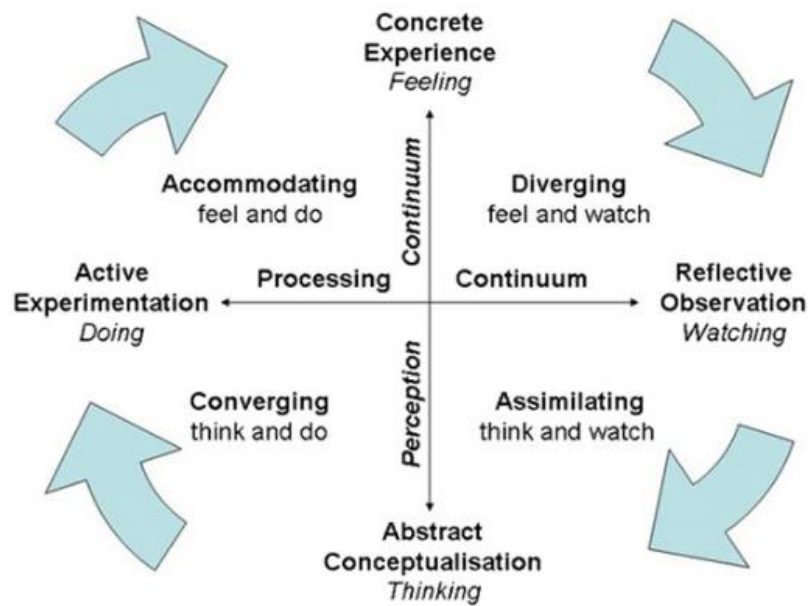 Concrete
Experience
Feeling
Accommodating
feel and do
Continuum
Diverging
feel and watch
Active
Experimentation
Doing
Processing
Continuum
Reflective
Observation
Watching
Converging
think and do
Perception
Assimilating
think and watch
Abstract
Conceptualisation
Thinking